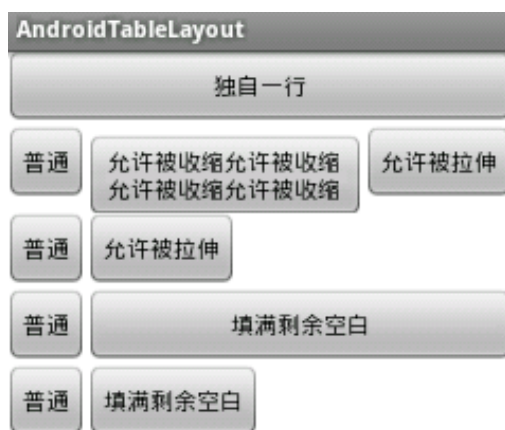 AndroidTableLayout
独自一行
普通 允许被收缩允许被收缩 允许被拉伸
允许被收缩允许被收缩
普通 允许被拉伸
普通 填满剩余空白
普通 填满剩余空白